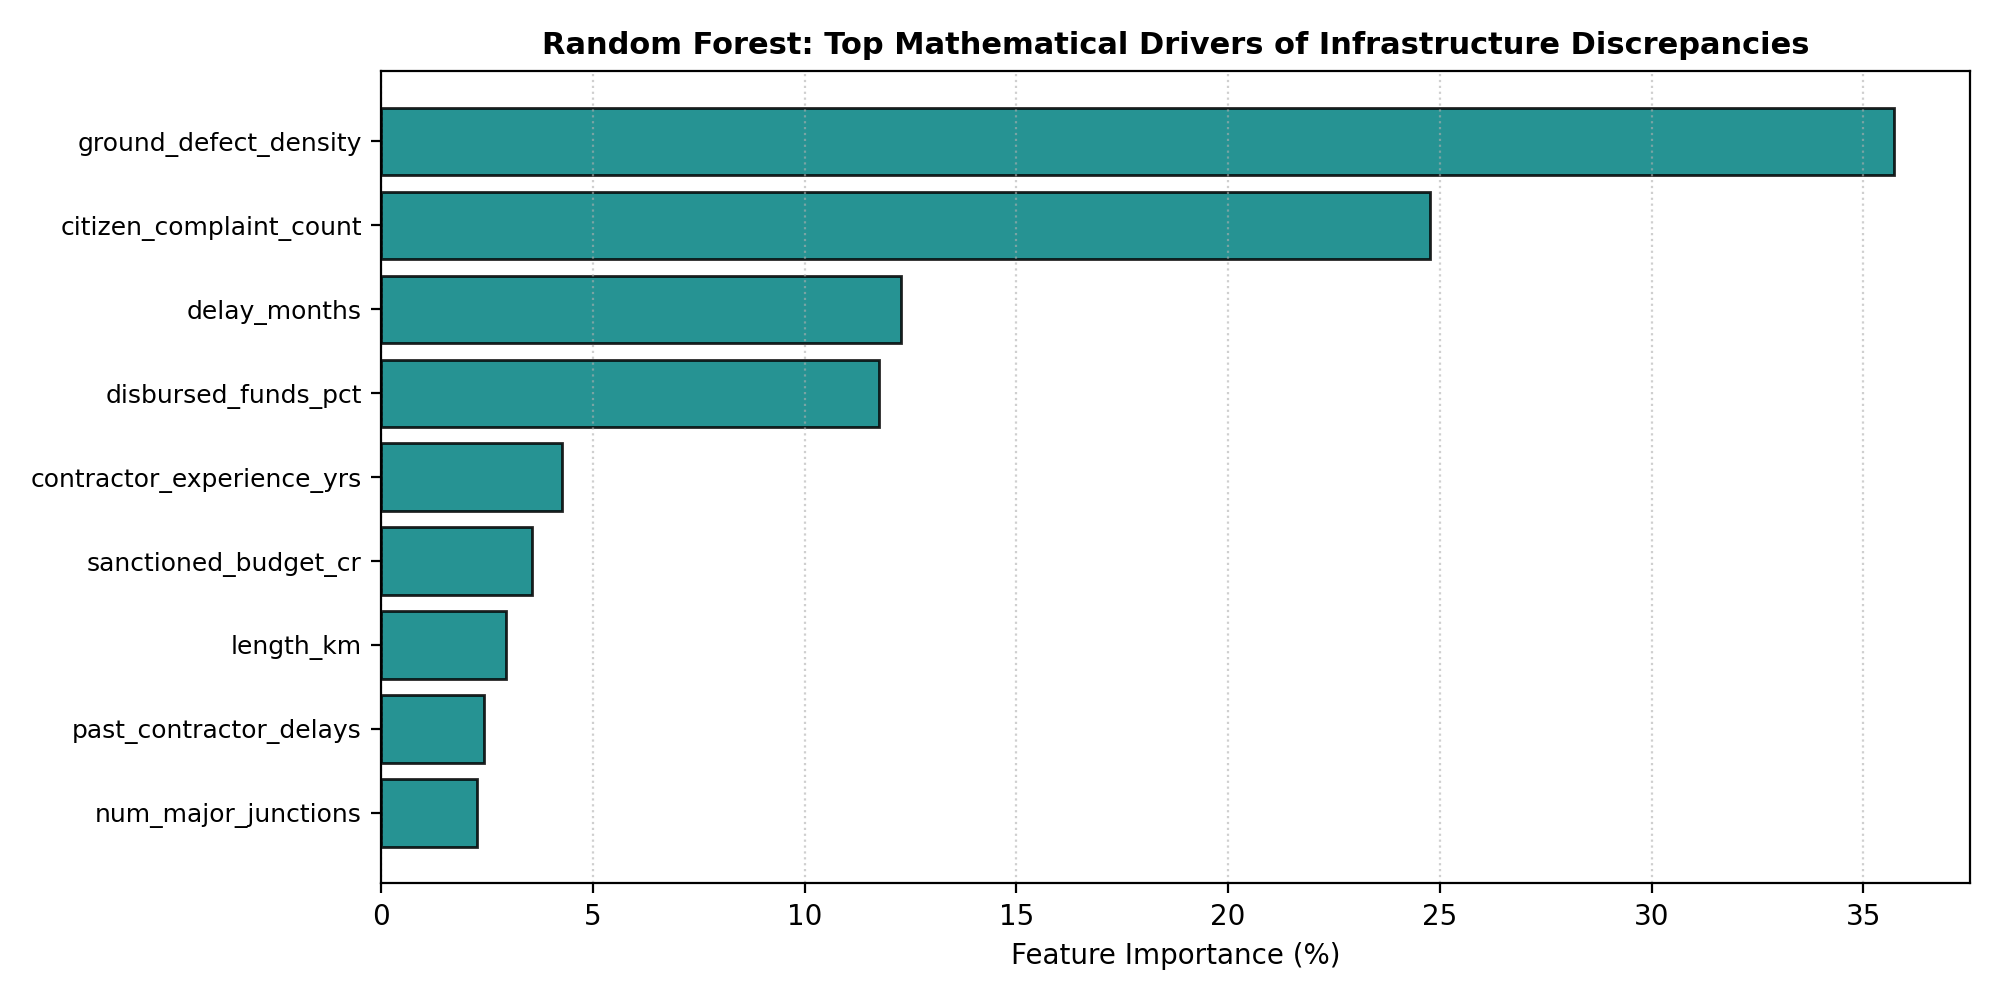 Random Forest: Top Mathematical Drivers of Infrastructure Discrepancies
ground_defect_density
citizen_complaint_count
delay_months
disbursed_funds_pct
contractor_experience_yrs
sanctioned_budget_cr
length_km
past_contractor_delays
num_major_junctions
0 5 10 15 20 25 30 35
Feature Importance (%)